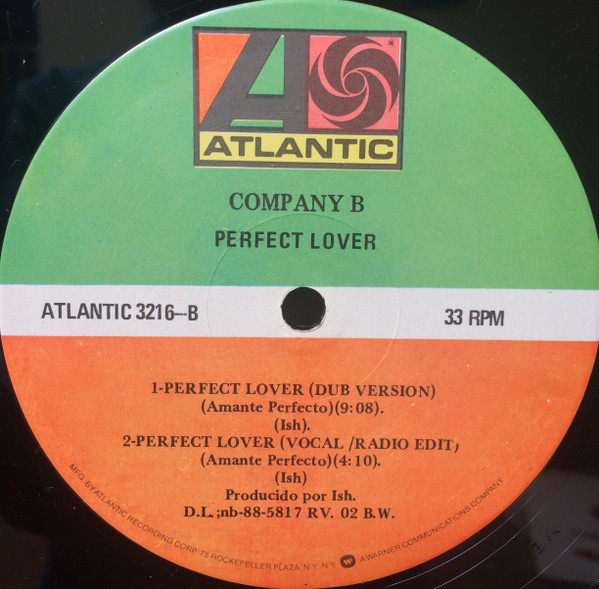 ATLANTIC
COMPANY B
PERFECT LOVER
ATLANTIC 3216-B
33 RPM
1-PERFECT LOVER (DUB VERSION)
(Amante Perfecto)(9:08).
(Ish).
2-PERFECT LOVER (VOCAL /RADIO EDIT)
(Amante Perfecto)(4:10).
(Ish)
Producido por Ish.
D.L.;nb-88-5817 RV. 02 B.W.
MFG. BY ATLANTIC RECORDING CORP. 75 ROCKEFELLER PLAZA, N.Y. N.Y. A WARNER COMMUNICATIONS COMPANY